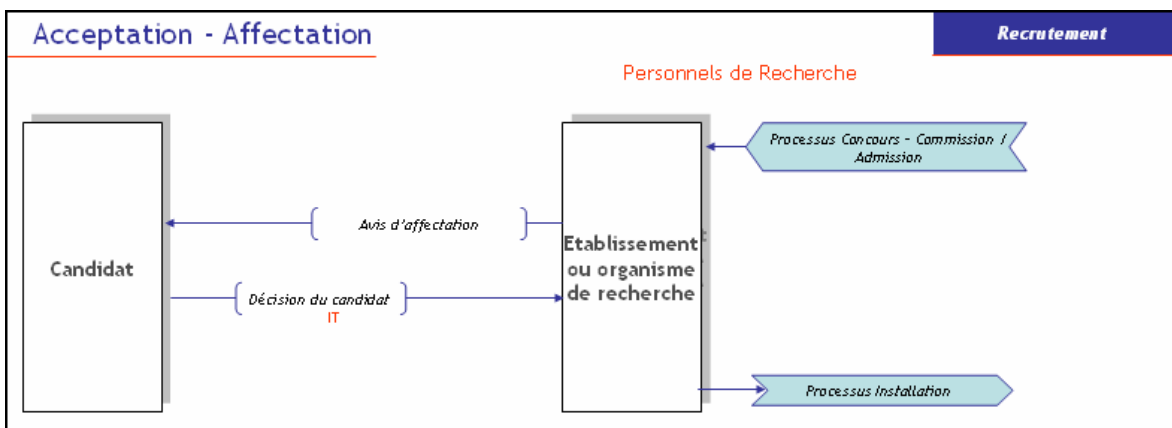 Acceptation - Affectation
Recrutement
Personnels de Recherche
Processus Concours - Commission /
Admission
Avis d'affectation
Candidat
Etablissement
ou organisme
de recherche
Décision du candidat
IT
Processus Installation